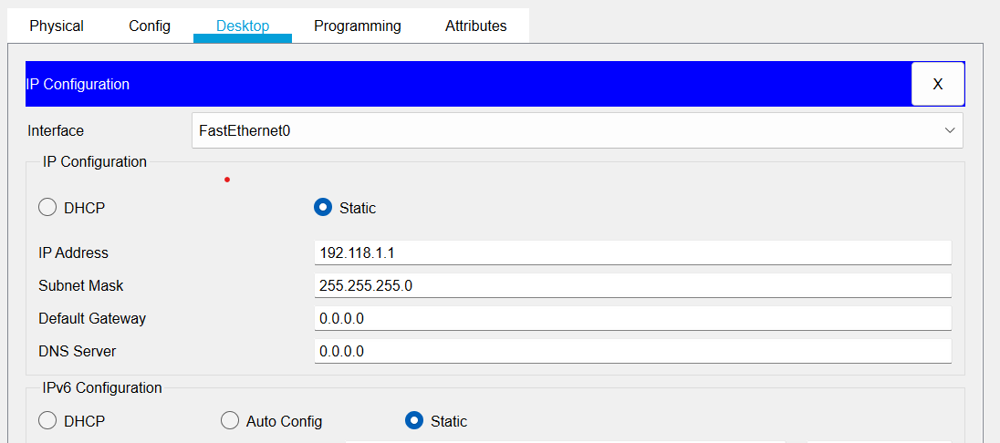 Physical Config Desktop Programming Attributes
IP Configuration X
Interface FastEthernet0
IP Configuration
DHCP Static
IP Address 192.118.1.1
Subnet Mask 255.255.255.0
Default Gateway 0.0.0.0
DNS Server 0.0.0.0
IPv6 Configuration
DHCP Auto Config Static